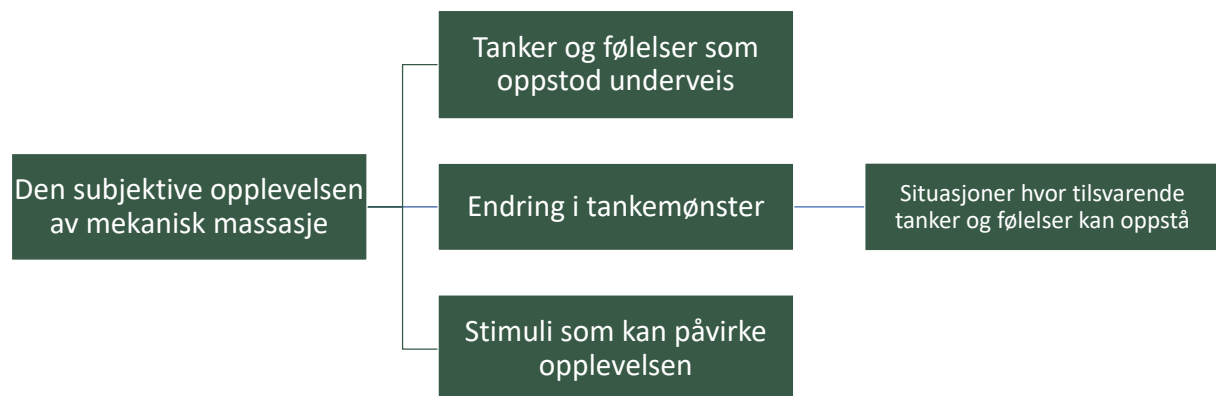 Tanker og følelser som
oppstod underveis
Den subjektive opplevelsen
av mekanisk massasje
Endring i tankemønster
Situasjoner hvor tilsvarende
tanker og følelser kan oppstå
Stimuli som kan påvirke
opplevelsen